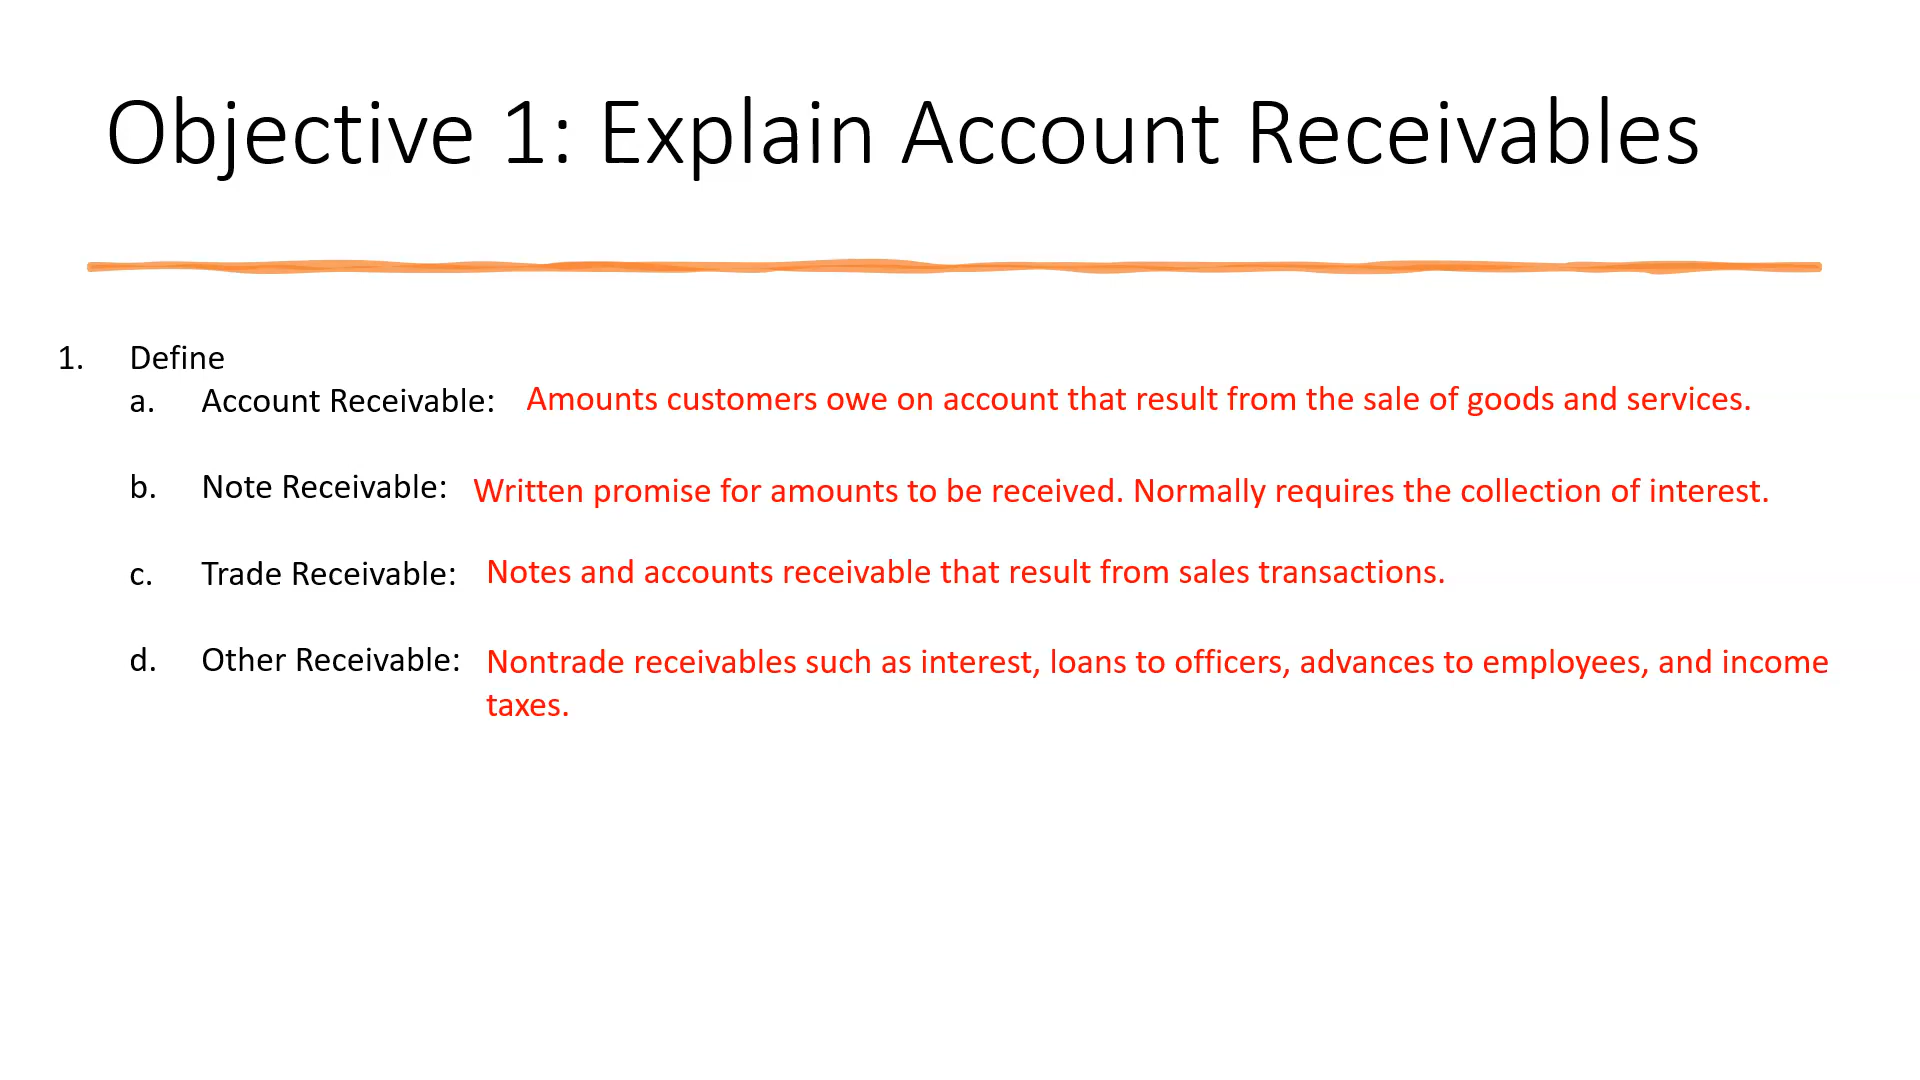 Objective 1: Explain Account Receivables
1. Define
a. Account Receivable: Amounts customers owe on account that result from the sale of goods and services.
b. Note Receivable: Written promise for amounts to be received. Normally requires the collection of interest.
c. Trade Receivable: Notes and accounts receivable that result from sales transactions.
d. Other Receivable: Nontrade receivables such as interest, loans to officers, advances to employees, and income
taxes.